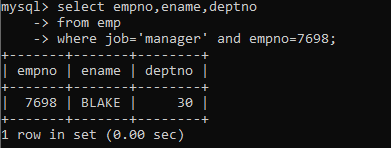 mysql> select empno,ename,deptno
    -> from emp
    -> where job='manager' and empno=7698;
+-------+-------+--------+
| empno | ename | deptno |
+-------+-------+--------+
|  7698 | BLAKE |     30 |
+-------+-------+--------+
1 row in set (0.00 sec)